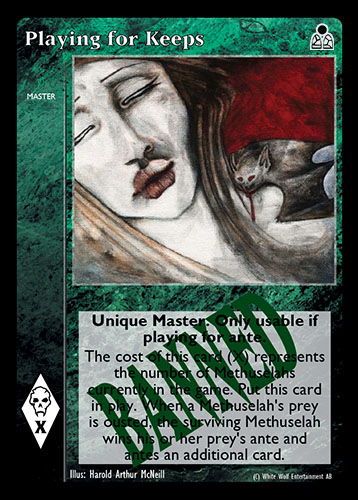 Playing for Keeps
MASTER
Unique Master. Only usable if
playing for ante.
The cost of this card (X) represents
the number of Methuselahs
currently in the game. Put this card
in play. When a Methuselah's prey
is ousted, the surviving Methuselah
wins his or her prey's ante and
antes an additional card.
BANNED
X
Illus: Harold Arthur McNeill
(C) White Wolf Entertainment AB